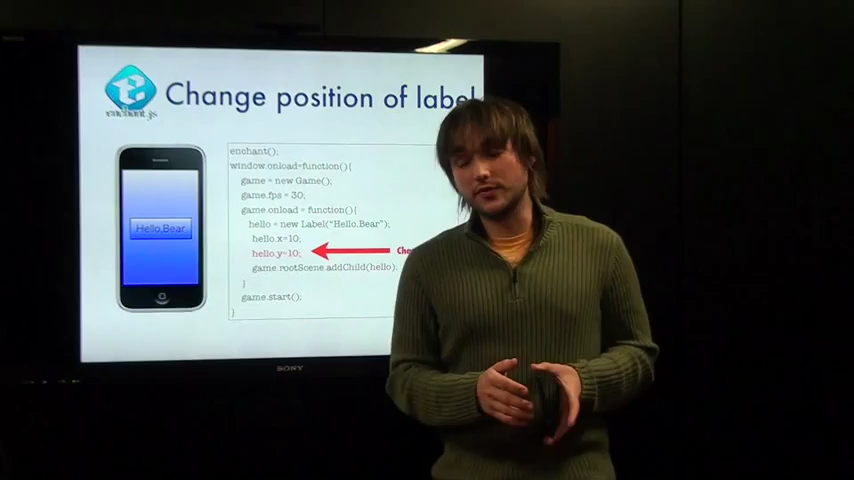 Change position of label
enchant.js
enchant();
window.onload=function(){
game = new Game();
game.fps = 30;
game.onload = function(){
hello = new Label("Hello,Bear");
hello.x=10;
hello.y=10;
game.rootScene.addChild(hello);
}
game.start();
}
Hello,Bear
SONY